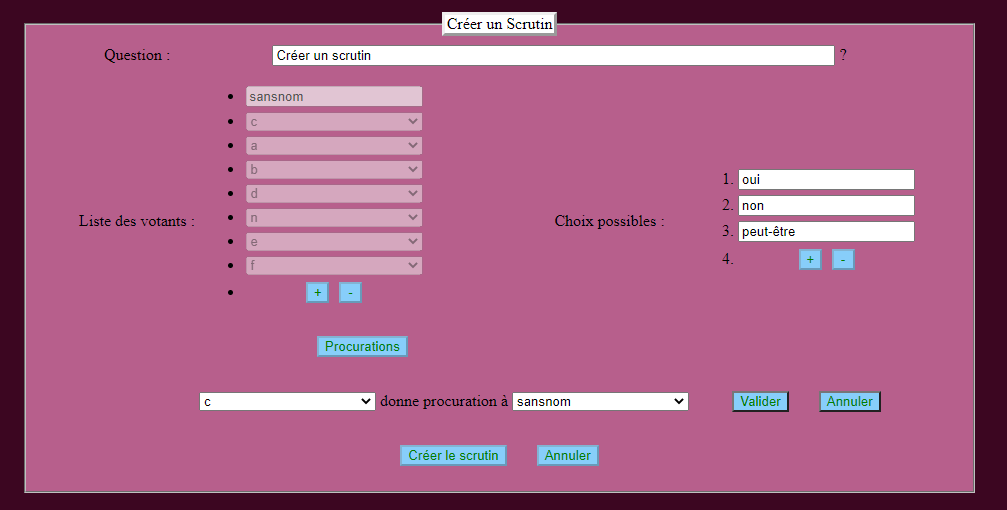 Créer un Scrutin
Question : Créer un scrutin ?
Liste des votants :
sansnom
c
a
b
d
n
e
f
+ -
Choix possibles :
1. oui
2. non
3. peut-être
4. + -
Procurations
c donne procuration à sansnom Valider Annuler
Créer le scrutin Annuler